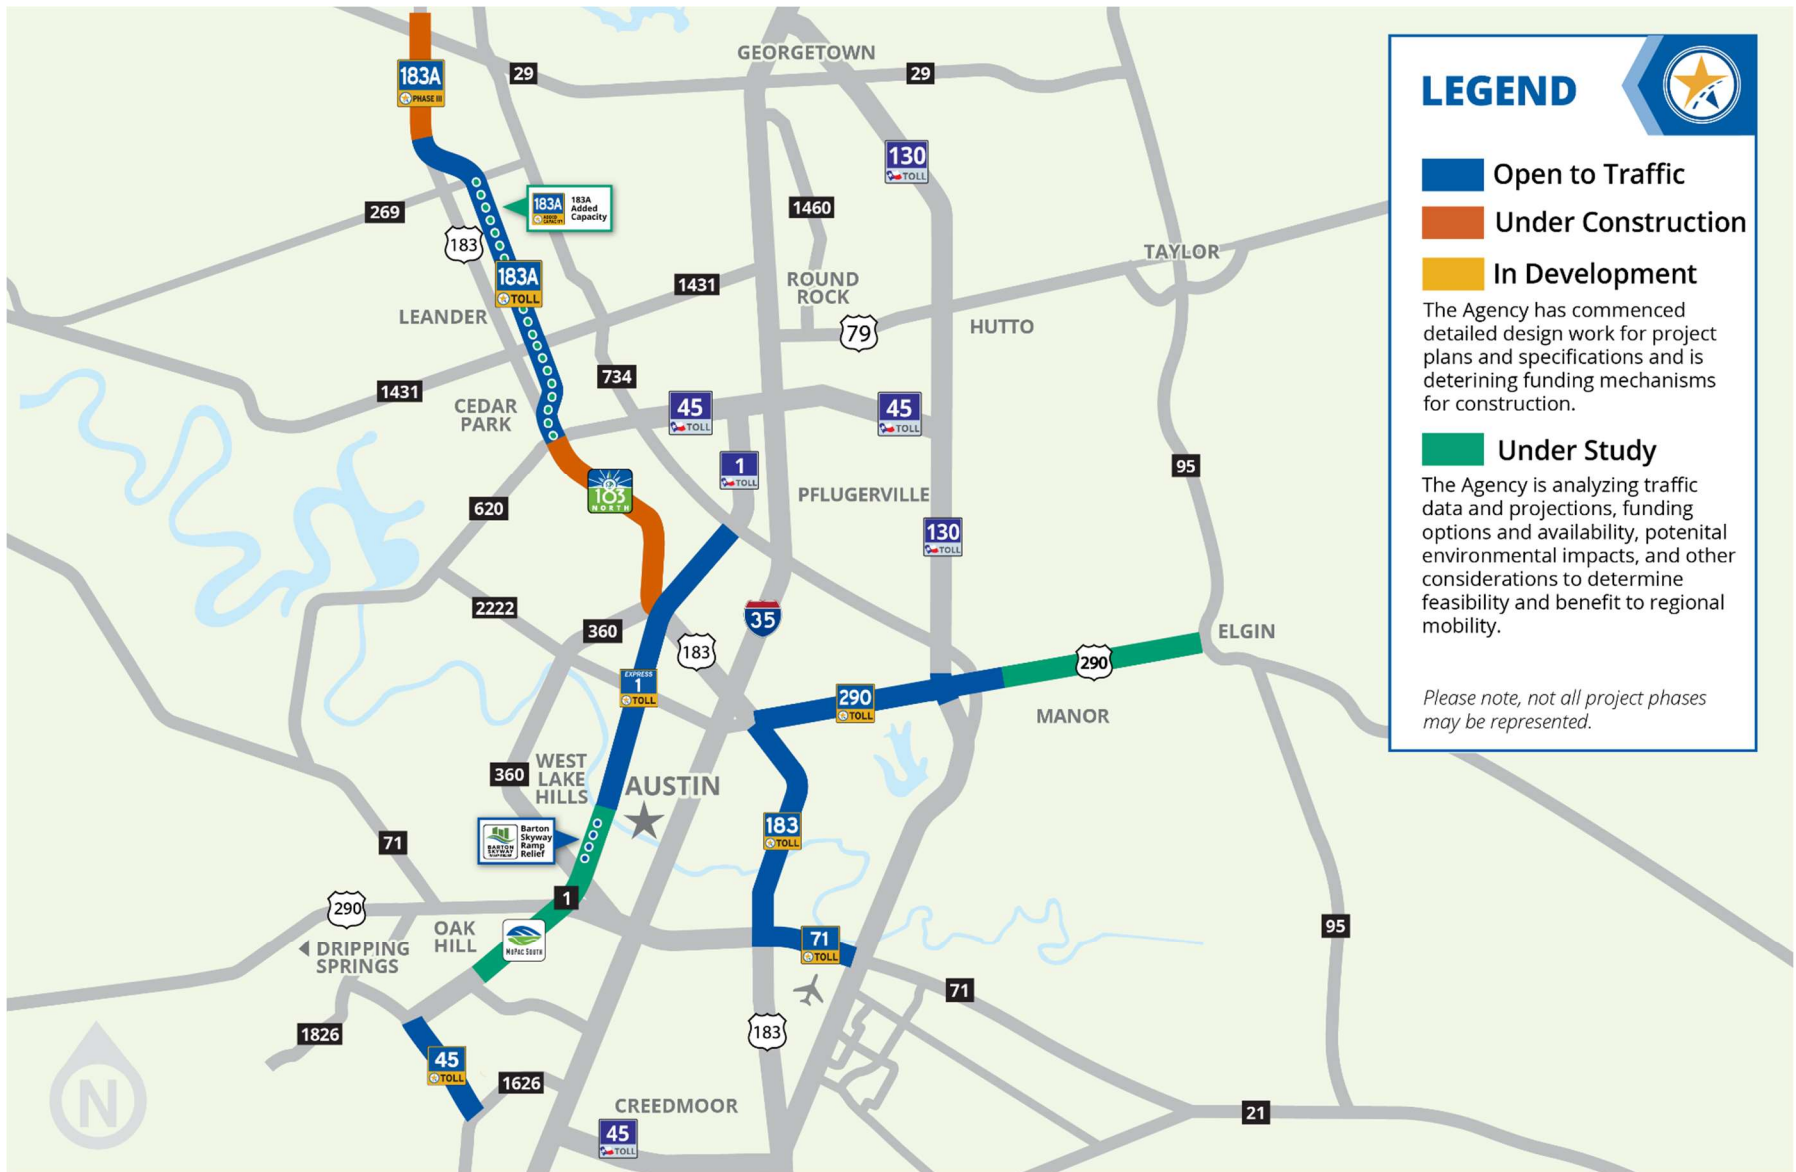 GEORGETOWN
29
29
183A
PHASE III
130
TOLL
183A
ADDED
CAPACITY
183A
Added
Capacity
269
1460
183
TAYLOR
183A
TOLL
1431
ROUND
ROCK
LEANDER
79
HUTTO
734
1431
CEDAR
PARK
45
TOLL
45
TOLL
1
TOLL
95
183
NORTH
PFLUGERVILLE
620
130
TOLL
2222
35
360
183
ELGIN
290
EXPRESS
1
TOLL
290
TOLL
MANOR
WEST
LAKE
HILLS
360
AUSTIN
Barton
Skyway
Ramp
Relief
BARTON
SKYWAY
183
TOLL
71
1
290
OAK
HILL
MoPac South
DRIPPING
SPRINGS
71
TOLL
95
71
1826
183
45
TOLL
1626
CREEDMOOR
45
TOLL
21
N
LEGEND
Open to Traffic
Under Construction
In Development
The Agency has commenced
detailed design work for project
plans and specifications and is
deterining funding mechanisms
for construction.
Under Study
The Agency is analyzing traffic
data and projections, funding
options and availability, potenital
environmental impacts, and other
considerations to determine
feasibility and benefit to regional
mobility.
Please note, not all project phases
may be represented.